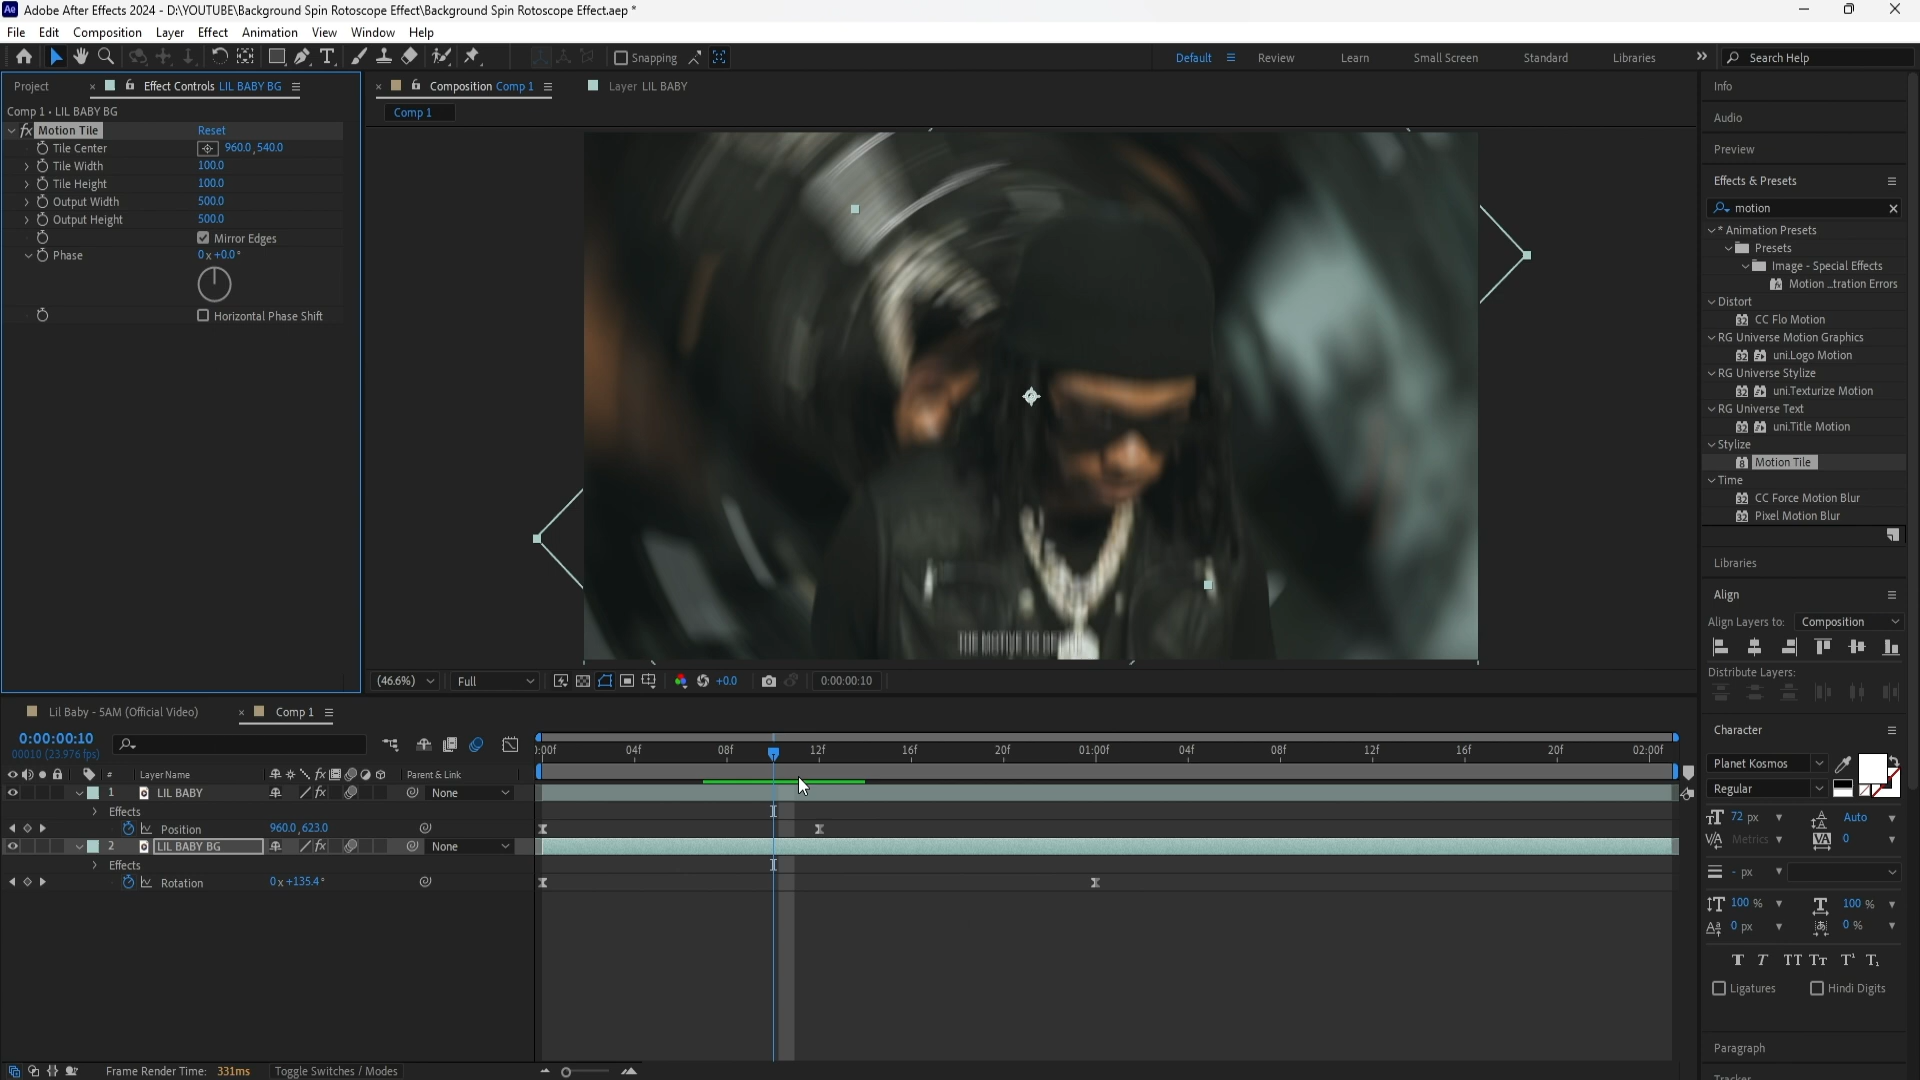 Adobe After Effects 2024 - D:\YOUTUBE\Background Spin Rotoscope Effect\Background Spin Rotoscope Effect.aep *
File Edit Composition Layer Effect Animation View Window Help
Snapping
Default Review Learn Small Screen Standard Libraries Search Help
Project Effect Controls LIL BABY BG
Composition Comp 1 Layer LIL BABY
Comp 1 • LIL BABY BG
Comp 1
fx Motion Tile Reset
Tile Center 960.0,540.0
Tile Width 100.0
Tile Height 100.0
Output Width 500.0
Output Height 500.0
Mirror Edges
Phase 0x+0.0°
Horizontal Phase Shift
(46.6%) Full +0.0 0:00:00:10
Info
Audio
Preview
Effects & Presets
motion
* Animation Presets
Presets
Image - Special Effects
Motion ...tration Errors
Distort
CC Flo Motion
RG Universe Motion Graphics
uni.Logo Motion
RG Universe Stylize
uni.Texturize Motion
RG Universe Text
uni.Title Motion
Stylize
Motion Tile
Time
CC Force Motion Blur
Pixel Motion Blur
Libraries
Align
Align Layers to: Composition
Distribute Layers:
Character
Planet Kosmos
Regular
72 px Auto
Metrics 0
- px
100 % 100 %
0 px 0 %
Ligatures Hindi Digits
Paragraph
Lil Baby - 5AM (Official Video) Comp 1
0:00:00:10
00010 (23.976 fps)
:00f 04f 08f 12f 16f 20f 01:00f 04f 08f 12f 16f 20f 02:00f
# Layer Name Parent & Link
1 LIL BABY None
Effects
Position 960.0,623.0
2 LIL BABY BG None
Effects
Rotation 0x+135.4°
Frame Render Time: 331ms Toggle Switches / Modes